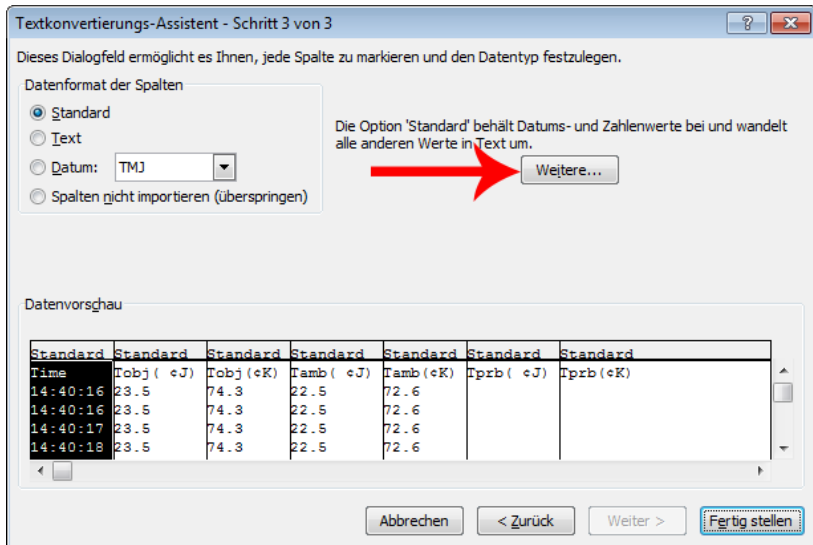 Textkonvertierungs-Assistent - Schritt 3 von 3
Dieses Dialogfeld ermöglicht es Ihnen, jede Spalte zu markieren und den Datentyp festzulegen.
Datenformat der Spalten
Standard
Text
Datum: TMJ
Spalten nicht importieren (überspringen)
Die Option 'Standard' behält Datums- und Zahlenwerte bei und wandelt
alle anderen Werte in Text um.
Weitere...
Datenvorschau
Standard Standard Standard Standard Standard Standard Standard
Time Tobj( ¢J) Tobj(¢K) Tamb( ¢J) Tamb(¢K) Tprb( ¢J) Tprb(¢K)
14:40:16 23.5 74.3 22.5 72.6
14:40:16 23.5 74.3 22.5 72.6
14:40:17 23.5 74.3 22.5 72.6
14:40:18 23.5 74.3 22.5 72.6
Abbrechen < Zurück Weiter > Fertig stellen